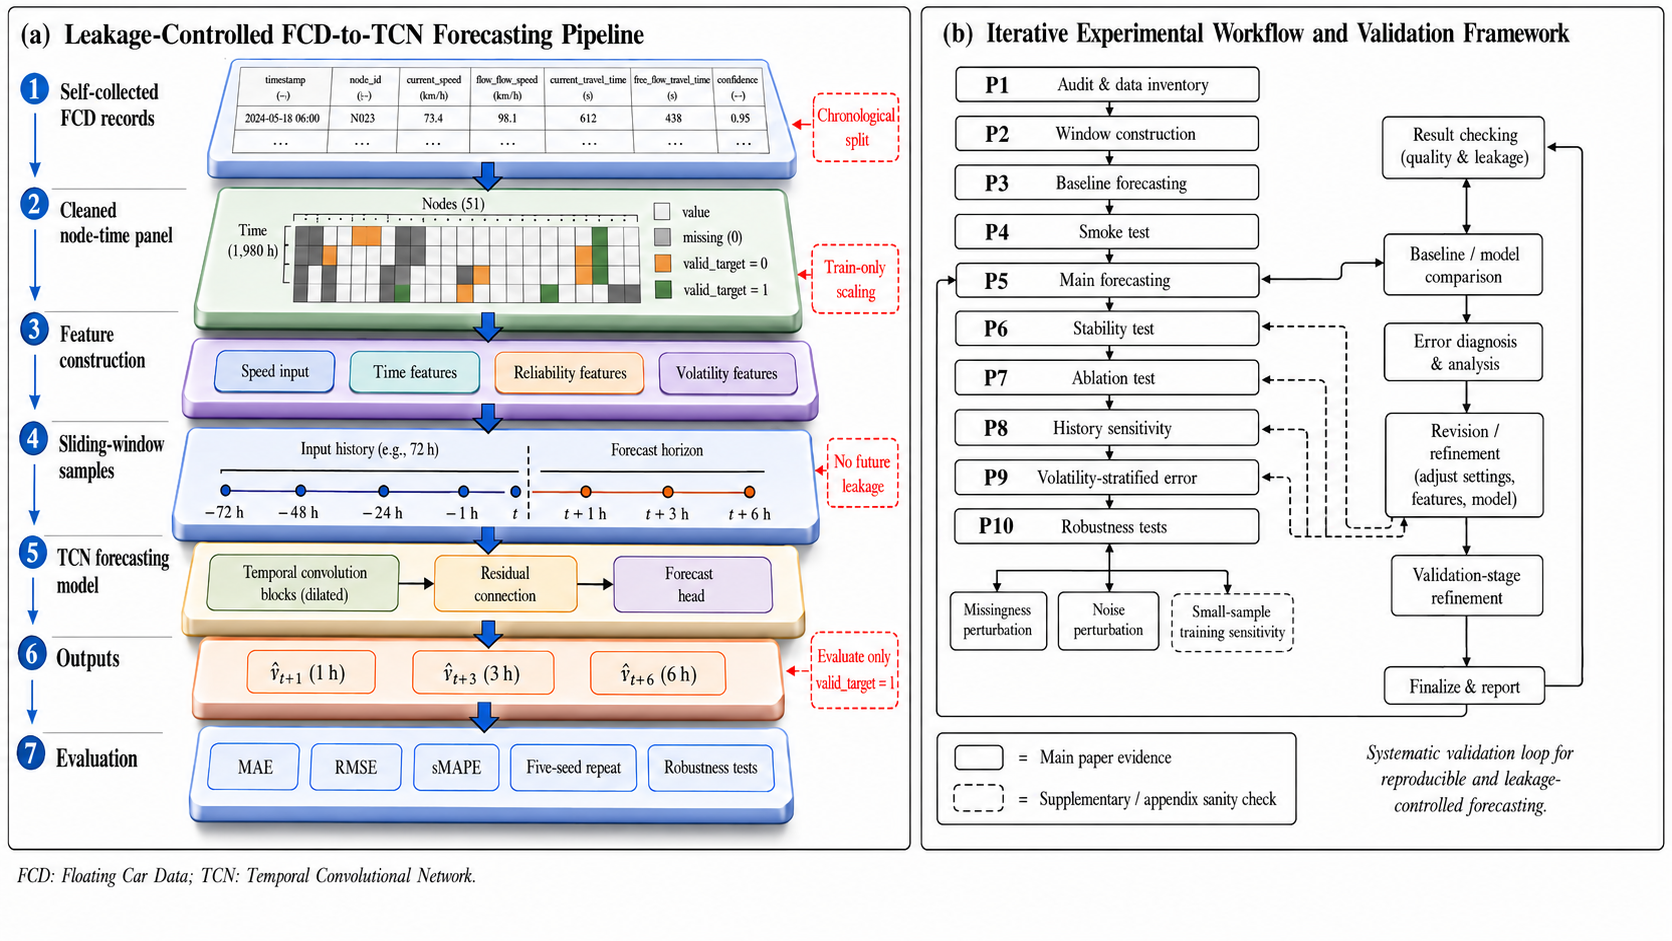 (a) Leakage-Controlled FCD-to-TCN Forecasting Pipeline
1 Self-collected
FCD records
timestamp node_id current_speed flow_flow_speed current_travel_time free_flow_travel_time confidence
(km/h) (km/h) (s) (s) (--)
2024-05-18 06:00 N023 73.4 98.1 612 438 0.95
... ... ... ... ... ... ...
Chronological
split
2 Cleaned
node-time panel
Nodes (51)
Time
(1,980 h)
value
missing (0)
valid_target = 0
valid_target = 1
Train-only
scaling
3 Feature
construction
Speed input
Time features
Reliability features
Volatility features
4 Sliding-window
samples
Input history (e.g., 72 h)
Forecast horizon
−72 h −48 h −24 h −1 h t t + 1 h t + 3 h t + 6 h
No future
leakage
5 TCN forecasting
model
Temporal convolution
blocks (dilated)
Residual
connection
Forecast
head
6 Outputs
v̂t+1 (1 h)
v̂t+3 (3 h)
v̂t+6 (6 h)
Evaluate only
valid_target = 1
7 Evaluation
MAE
RMSE
sMAPE
Five-seed repeat
Robustness tests
(b) Iterative Experimental Workflow and Validation Framework
P1 Audit & data inventory
P2 Window construction
P3 Baseline forecasting
P4 Smoke test
P5 Main forecasting
P6 Stability test
P7 Ablation test
P8 History sensitivity
P9 Volatility-stratified error
P10 Robustness tests
Missingness
perturbation
Noise
perturbation
Small-sample
training sensitivity
Result checking
(quality & leakage)
Baseline / model
comparison
Error diagnosis
& analysis
Revision /
refinement
(adjust settings,
features, model)
Validation-stage
refinement
Finalize & report
= Main paper evidence
= Supplementary / appendix sanity check
Systematic validation loop for
reproducible and leakage-
controlled forecasting.
FCD: Floating Car Data; TCN: Temporal Convolutional Network.